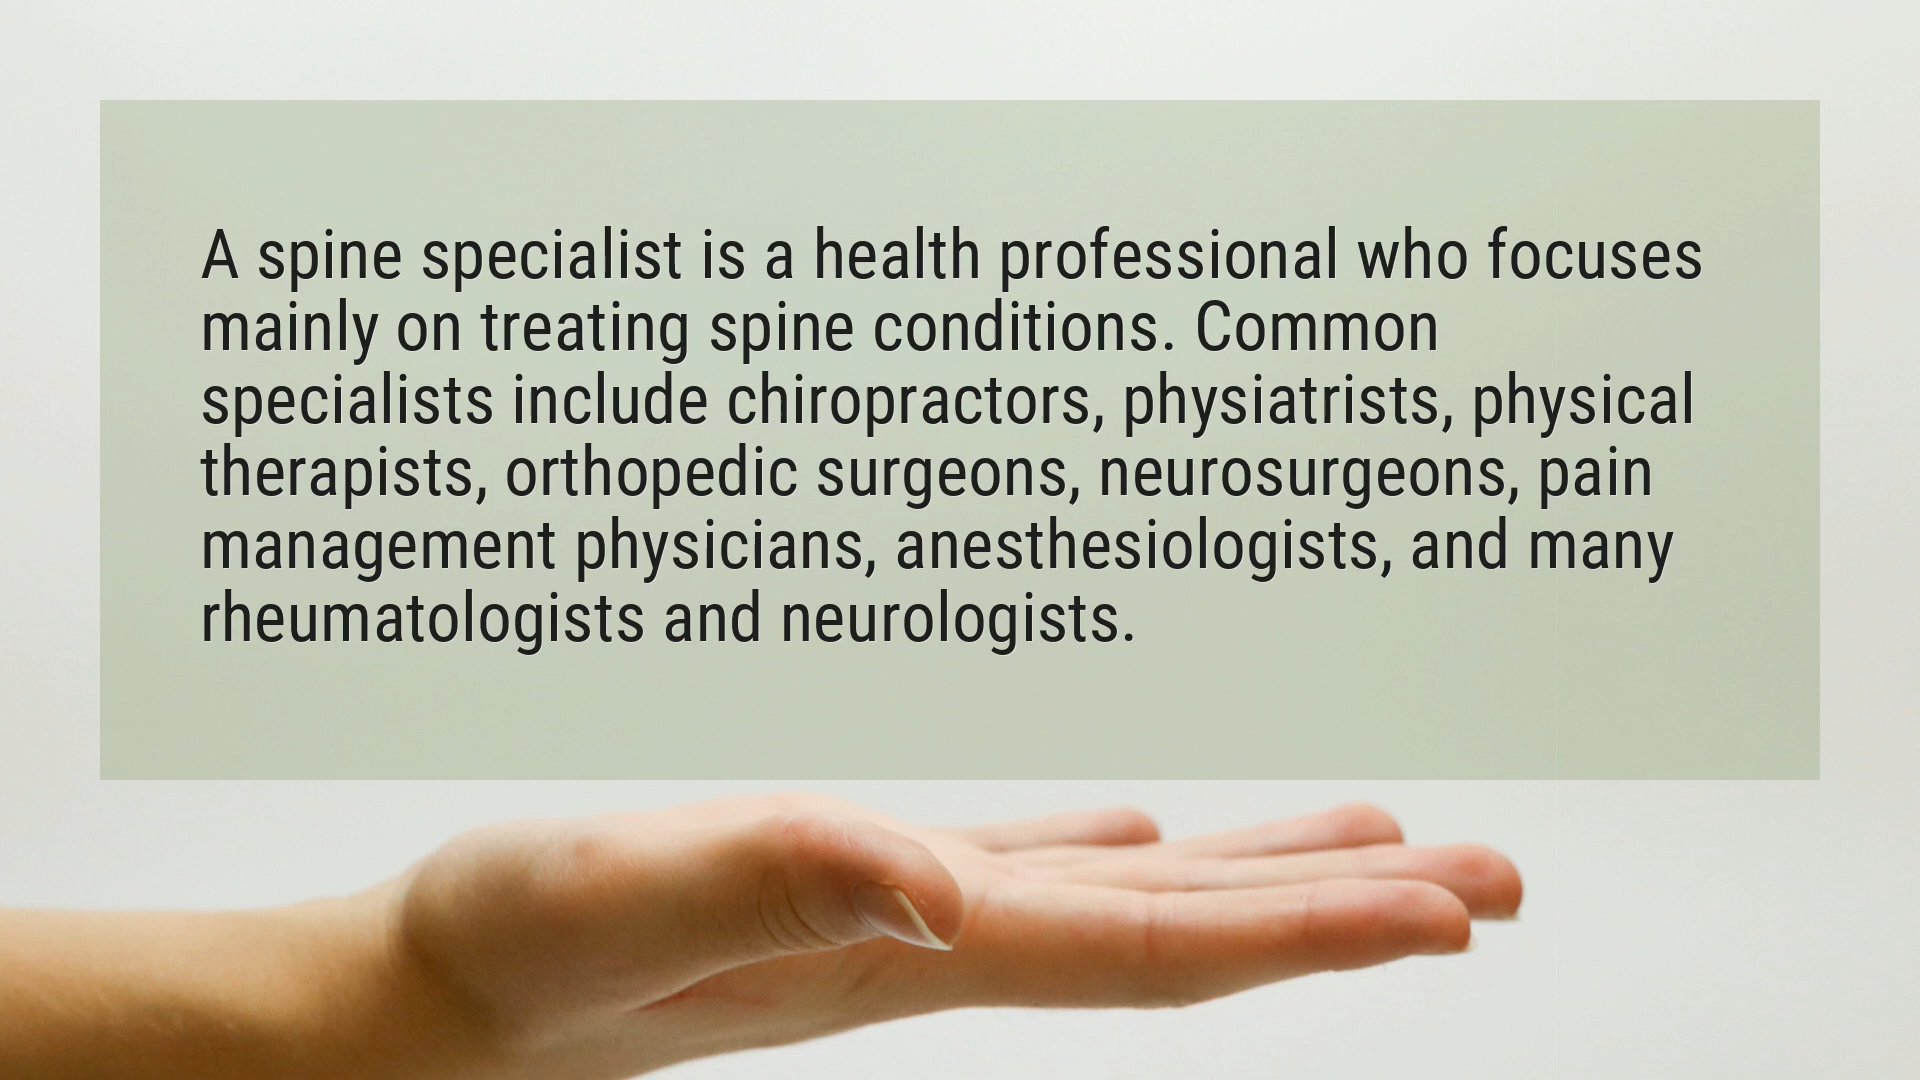 A spine specialist is a health professional who focuses
mainly on treating spine conditions. Common
specialists include chiropractors, physiatrists, physical
therapists, orthopedic surgeons, neurosurgeons, pain
management physicians, anesthesiologists, and many
rheumatologists and neurologists.